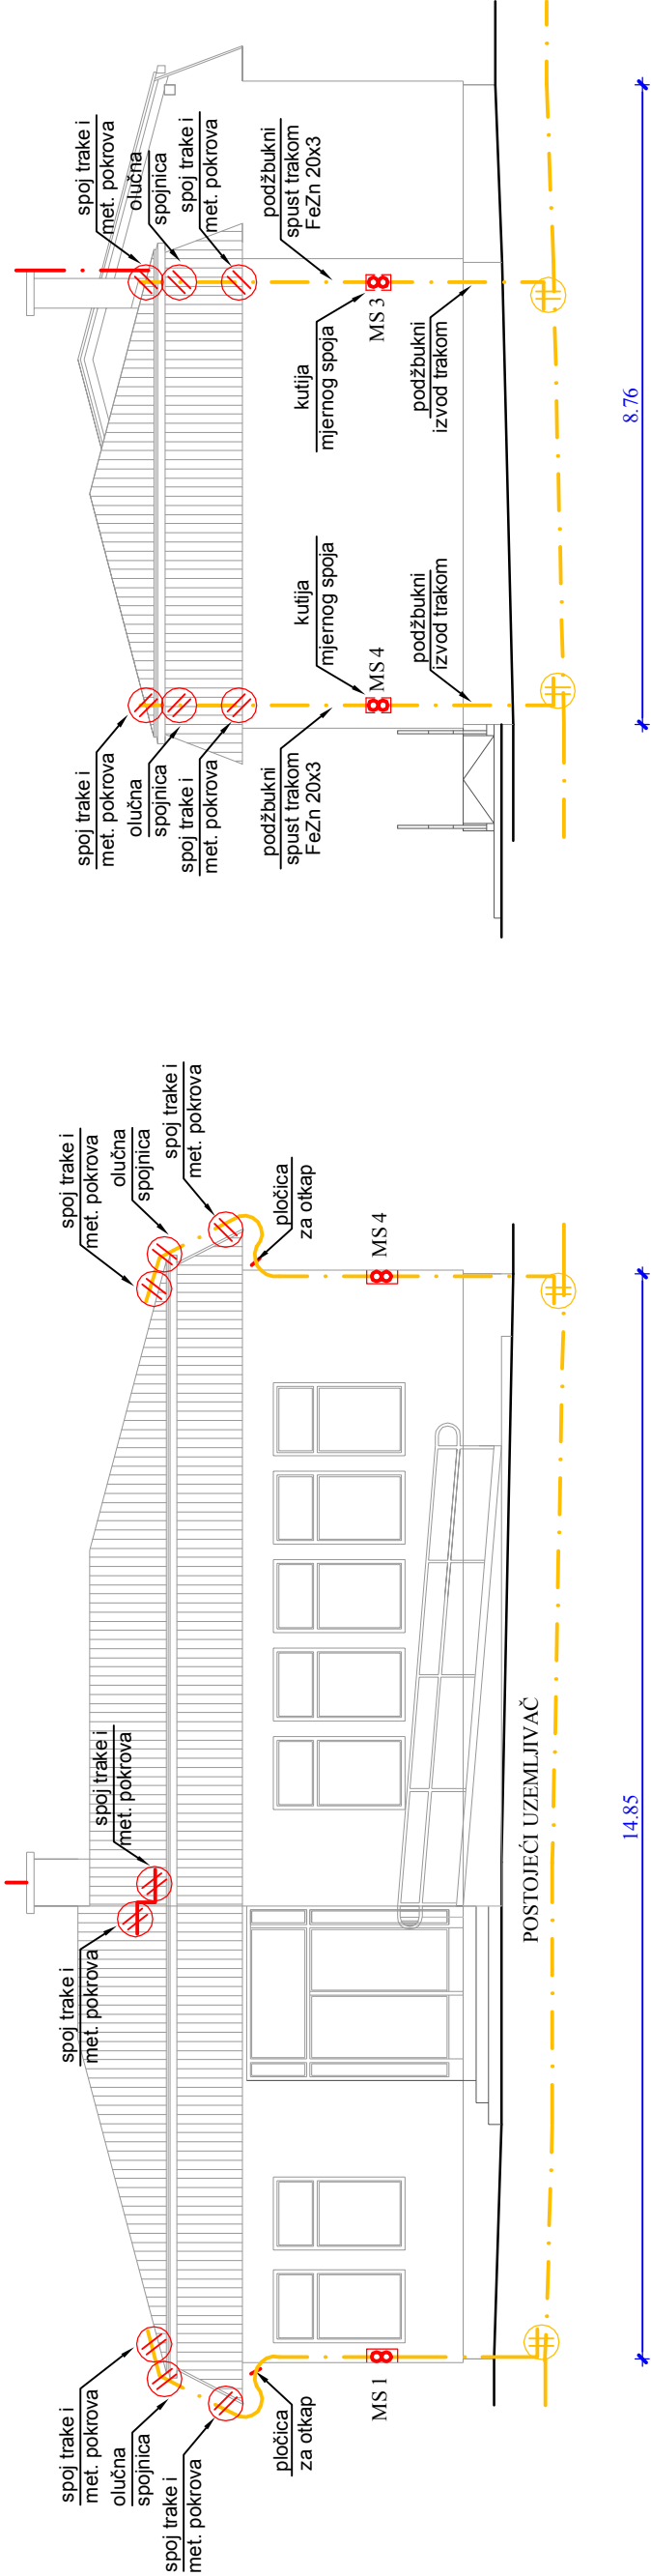 spoj trake i
met. pokrova
olučna
spojnica
spoj trake i
met. pokrova
pločica
za otkap
MS 1
spoj trake i
met. pokrova
spoj trake i
met. pokrova
POSTOJEĆI UZEMLJIVAČ
14.85
spoj trake i
met. pokrova
olučna
spojnica
spoj trake i
met. pokrova
pločica
za otkap
MS 4
spoj trake i
met. pokrova
olučna
spojnica
spoj trake i
met. pokrova
podžbukni
spust trakom
FeZn 20x3
kutija
mjernog spoja
MS 4
podžbukni
izvod trakom
spoj trake i
met. pokrova
olučna
spojnica
spoj trake i
met. pokrova
podžbukni
spust trakom
FeZn 20x3
kutija
mjernog spoja
MS 3
podžbukni
izvod trakom
8.76